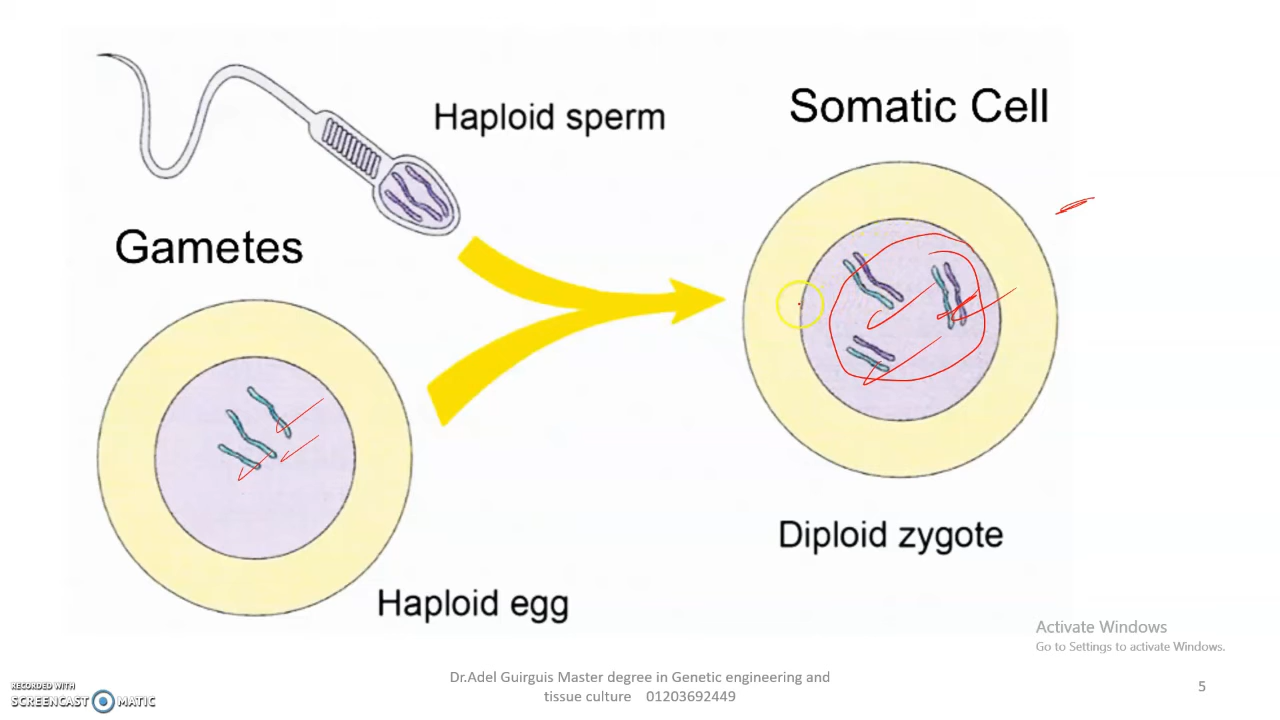 Haploid sperm
Somatic Cell
Gametes
Diploid zygote
Haploid egg
Activate Windows
Go to Settings to activate Windows.
Dr.Adel Guirguis Master degree in Genetic engineering and
tissue culture 01203692449
5
RECORDED WITH
SCREENCAST MATIC